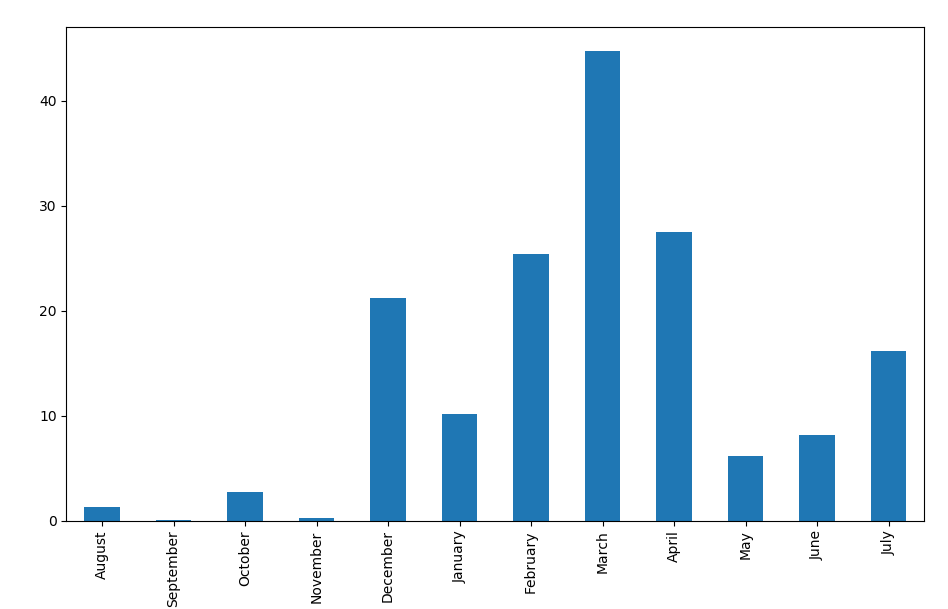 40
30
20
10
0
August
September
October
November
December
January
February
March
April
May
June
July